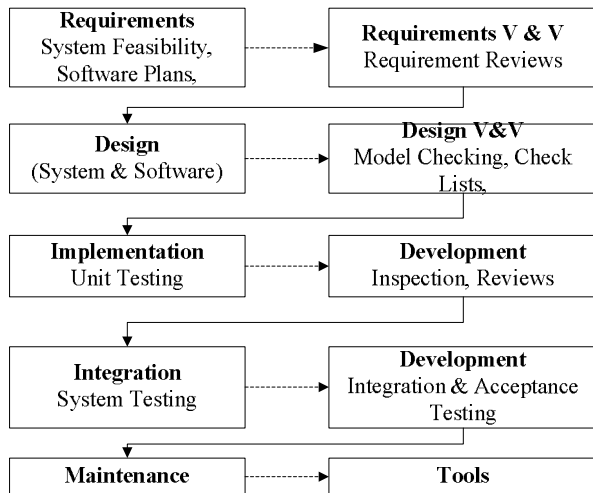 Requirements
System Feasibility,
Software Plans,
Requirements V & V
Requirement Reviews
Design
(System & Software)
Design V&V
Model Checking, Check
Lists,
Implementation
Unit Testing
Development
Inspection, Reviews
Integration
System Testing
Development
Integration & Acceptance
Testing
Maintenance
Tools